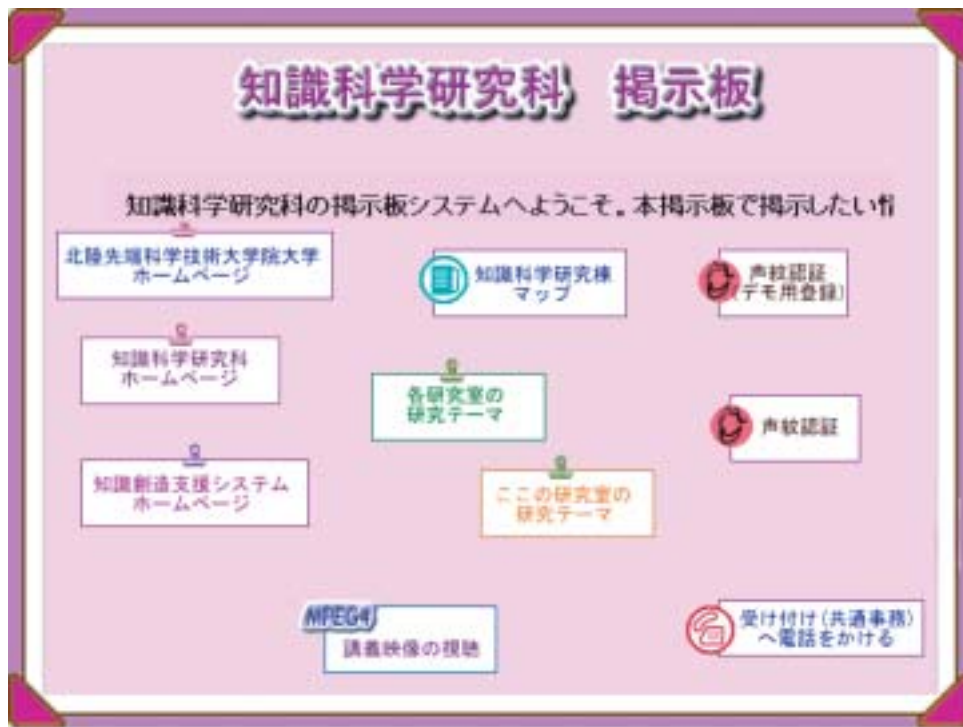 知識科学研究科 掲示板
知識科学研究科の掲示板システムへようこそ。本掲示板で掲示したい
北陸先端科学技術大学院大学
ホームページ
知識科学研究棟
マップ
声紋認証
(デモ用登録)
知識科学研究科
ホームページ
各研究室の
研究テーマ
声紋認証
知識創造支援システム
ホームページ
ここの研究室の
研究テーマ
MPEG4
講義映像の視聴
受け付け(共通事務)
へ電話をかける